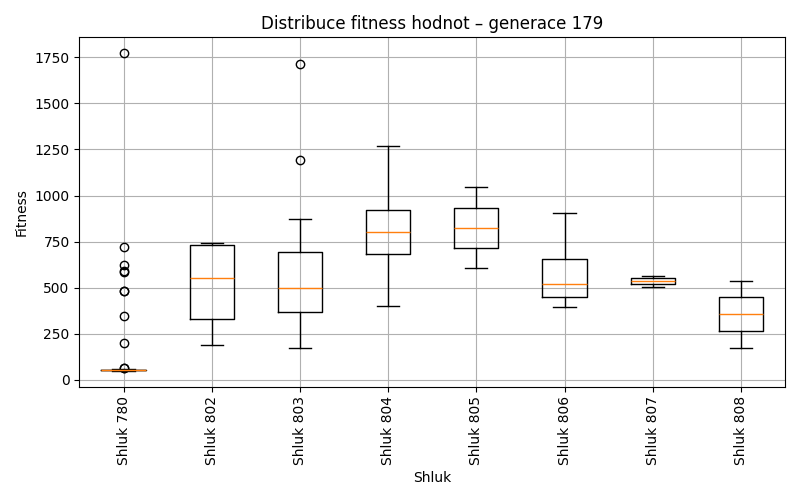 Distribuce fitness hodnot – generace 179
1750
1500
1250
1000
750
500
250
0
Fitness
Shluk 780
Shluk 802
Shluk 803
Shluk 804
Shluk 805
Shluk 806
Shluk 807
Shluk 808
Shluk